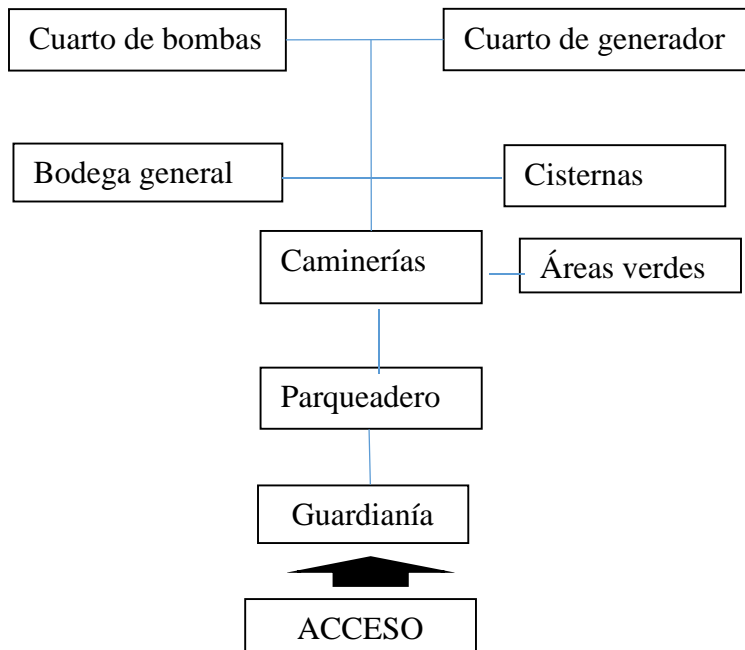 Cuarto de bombas
Cuarto de generador
Bodega general
Cisternas
Caminerías
Áreas verdes
Parqueadero
Guardianía
ACCESO